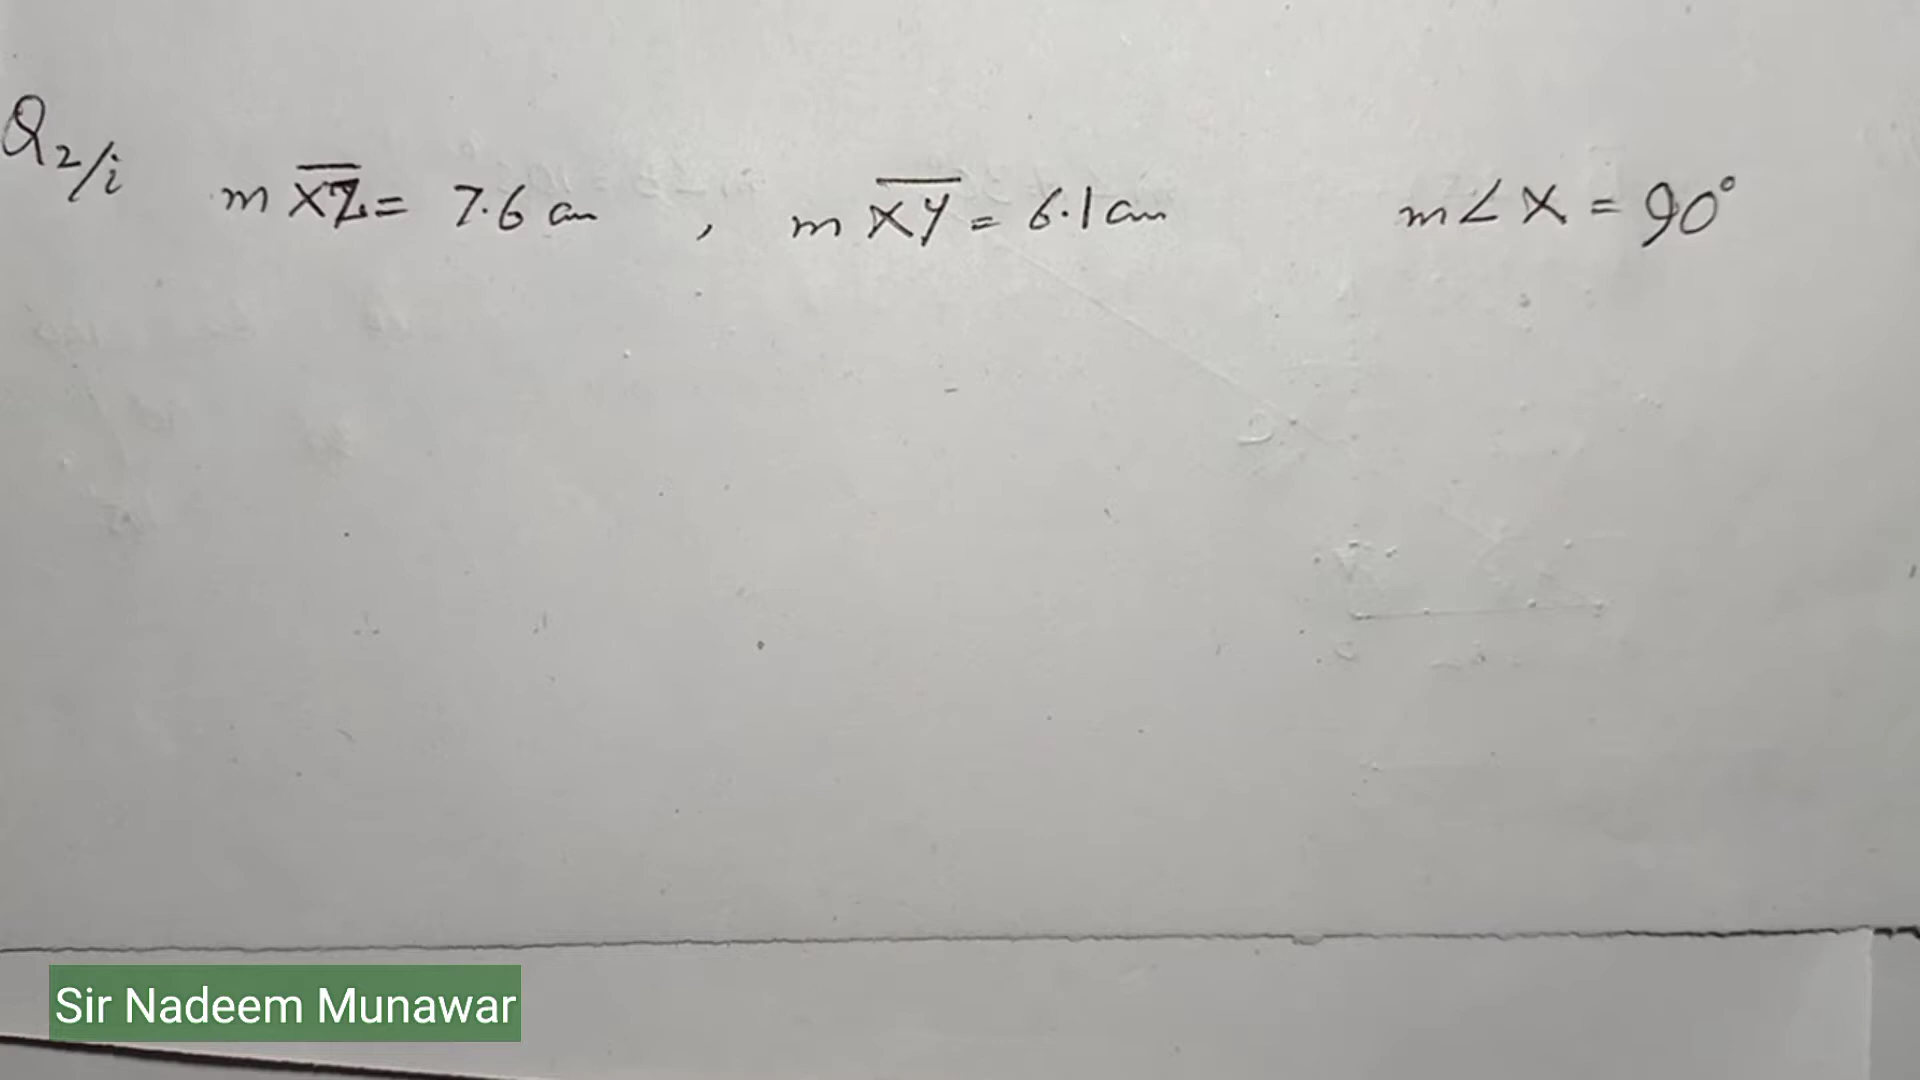 Q2/i m XZ = 7.6 cm , m XY = 6.1 cm m∠X = 90°
Sir Nadeem Munawar